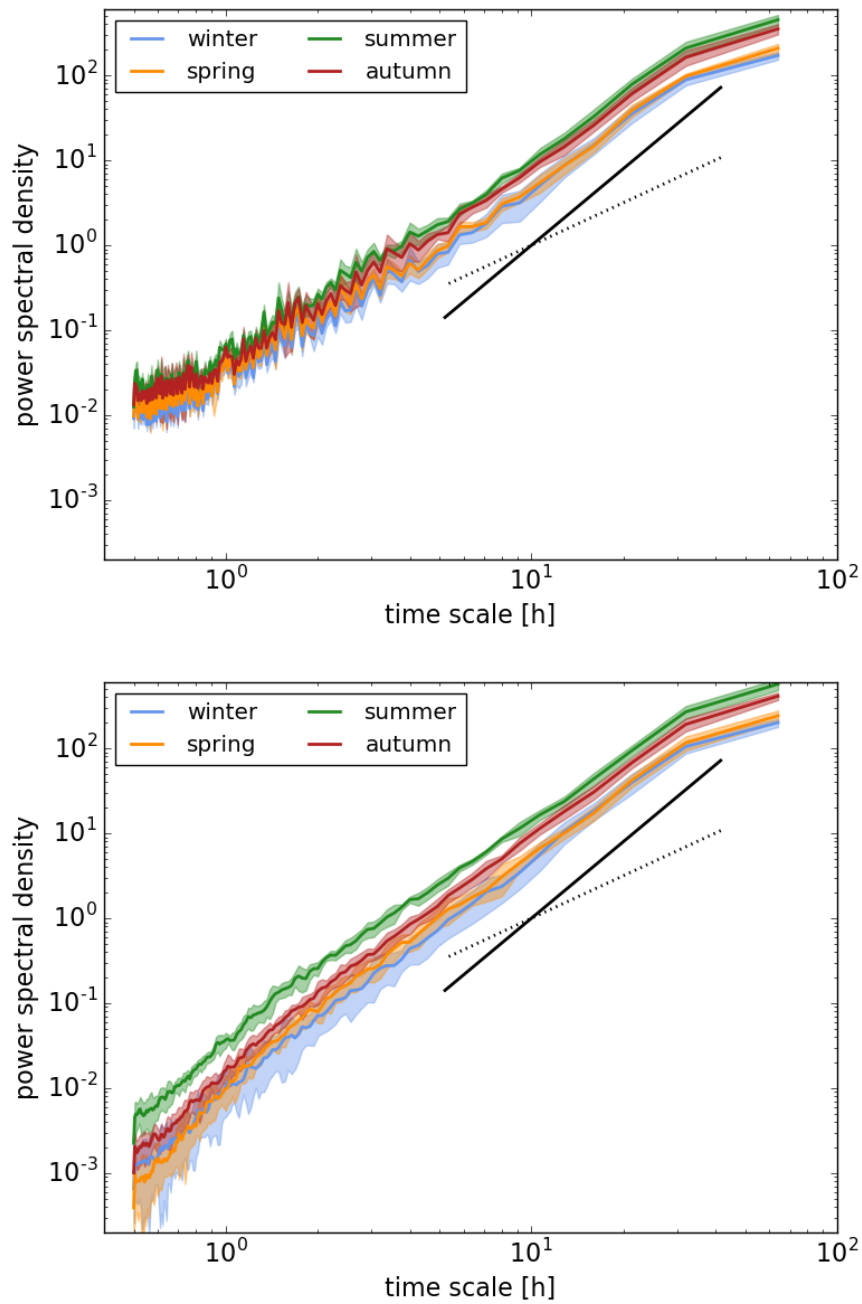 winter summer
spring autumn
10^2
10^1
10^0
10^-1
10^-2
10^-3
power spectral density
10^0 10^1 10^2
time scale [h]
winter summer
spring autumn
10^2
10^1
10^0
10^-1
10^-2
10^-3
power spectral density
10^0 10^1 10^2
time scale [h]